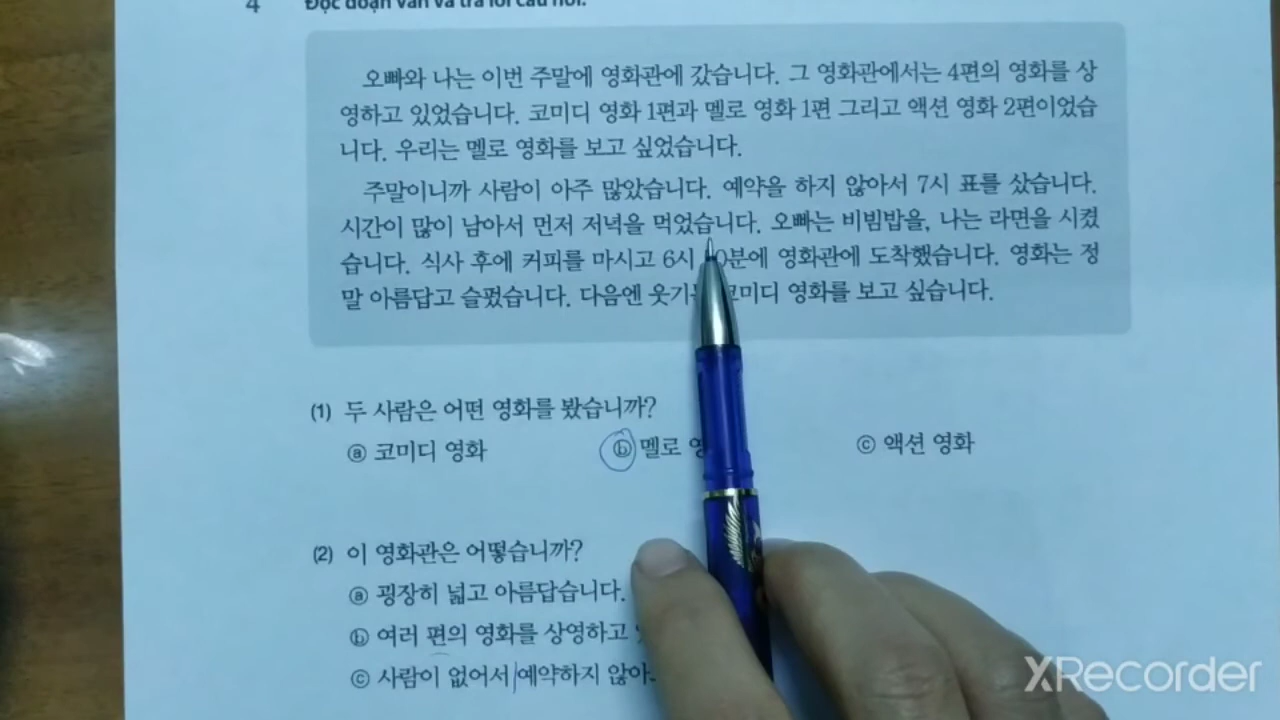 4 Đọc đoạn văn và trả lời câu hỏi.
오빠와 나는 이번 주말에 영화관에 갔습니다. 그 영화관에서는 4편의 영화를 상
영하고 있었습니다. 코미디 영화 1편과 멜로 영화 1편 그리고 액션 영화 2편이었습
니다. 우리는 멜로 영화를 보고 싶었습니다.
주말이니까 사람이 아주 많았습니다. 예약을 하지 않아서 7시 표를 샀습니다.
시간이 많이 남아서 먼저 저녁을 먹었습니다. 오빠는 비빔밥을, 나는 라면을 시켰
습니다. 식사 후에 커피를 마시고 6시 0분에 영화관에 도착했습니다. 영화는 정
말 아름답고 슬펐습니다. 다음엔 코미디 영화를 보고 싶습니다.
(1) 두 사람은 어떤 영화를 봤습니까?
ⓐ 코미디 영화 ⓑ 멜로 ⓒ 액션 영화
(2) 이 영화관은 어떻습니까?
ⓐ 굉장히 넓고 아름답습니다.
ⓑ 여러 편의 영화를 상영하고
ⓒ 사람이 없어서 예약하지
XRecorder